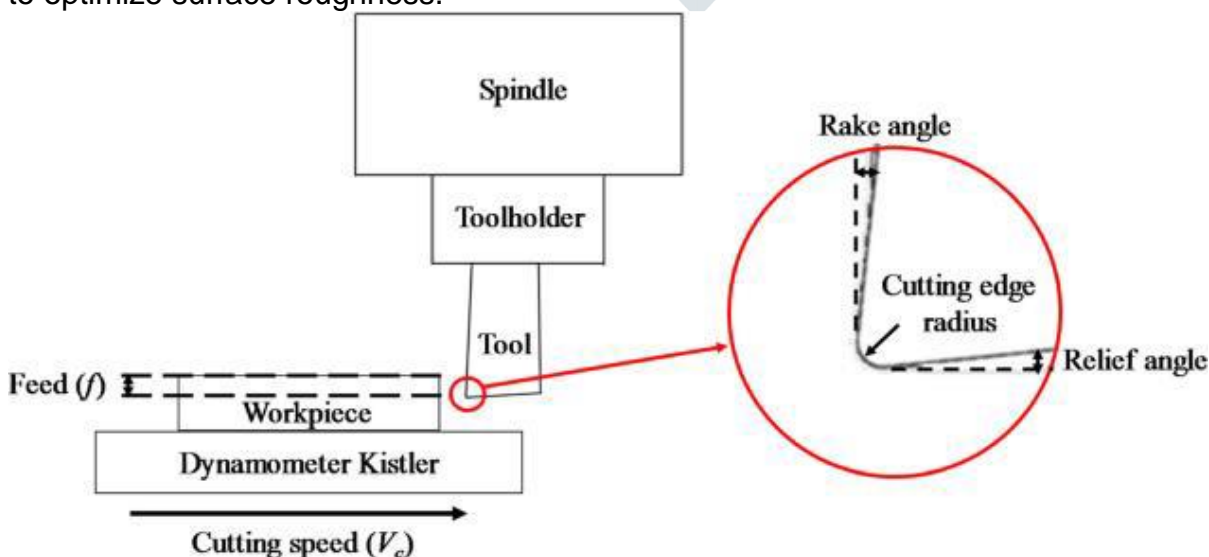 to optimize surface roughness.
Spindle
Toolholder
Tool
Feed (f)
Workpiece
Dynamometer Kistler
Cutting speed (Vc)
Rake angle
Cutting edge
radius
Relief angle